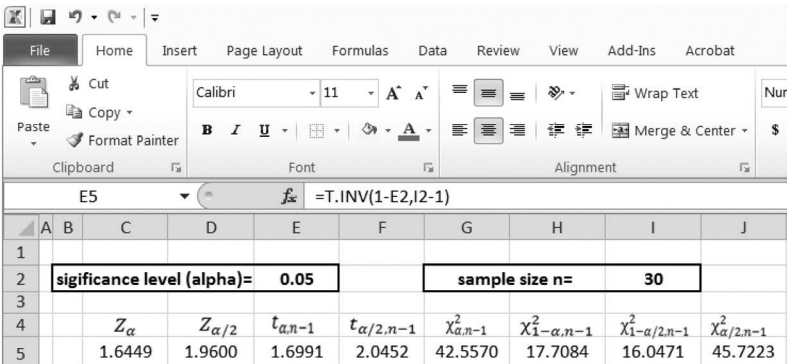 File Home Insert Page Layout Formulas Data Review View Add-Ins Acrobat
Cut
Copy
Format Painter
Paste
Clipboard
Calibri 11 A A
B I U A
Font
Wrap Text
Merge & Center
Alignment
Nur
$
E5 fx =T.INV(1-E2,I2-1)
A B C D E F G H I J
1
2 sigificance level (alpha)= 0.05 sample size n= 30
3
4 Zα Zα/2 tα,n−1 tα/2,n−1 χ²α,n−1 χ²1−α,n−1 χ²1−α/2,n−1 χ²α/2,n−1
5 1.6449 1.9600 1.6991 2.0452 42.5570 17.7084 16.0471 45.7223